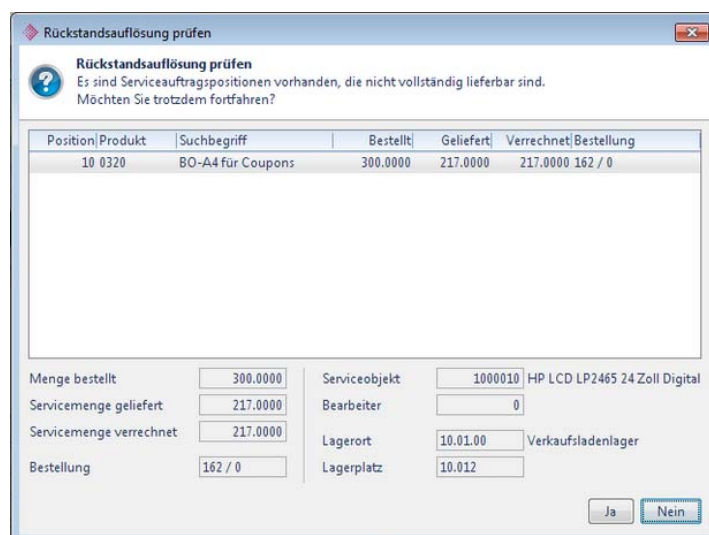 Rückstandsauflösung prüfen
Rückstandsauflösung prüfen
Es sind Serviceauftragspositionen vorhanden, die nicht vollständig lieferbar sind.
Möchten Sie trotzdem fortfahren?
Position Produkt Suchbegriff Bestellt Geliefert Verrechnet Bestellung
10 0320 BO-A4 für Coupons 300.0000 217.0000 217.0000 162 / 0
Menge bestellt 300.0000 Serviceobjekt 1000010 HP LCD LP2465 24 Zoll Digital
Servicemenge geliefert 217.0000 Bearbeiter 0
Servicemenge verrechnet 217.0000
Lagerort 10.01.00 Verkaufsladenlager
Bestellung 162 / 0 Lagerplatz 10.012
Ja Nein